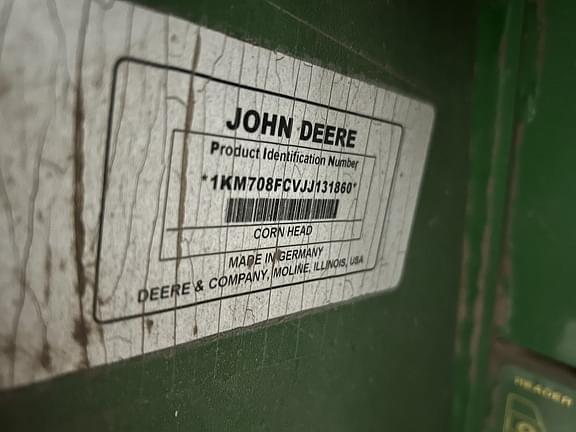 JOHN DEERE
Product Identification Number
*1KM708FCVJJ131860*
CORN HEAD
MADE IN GERMANY
DEERE & COMPANY, MOLINE, ILLINOIS, USA
HEADER